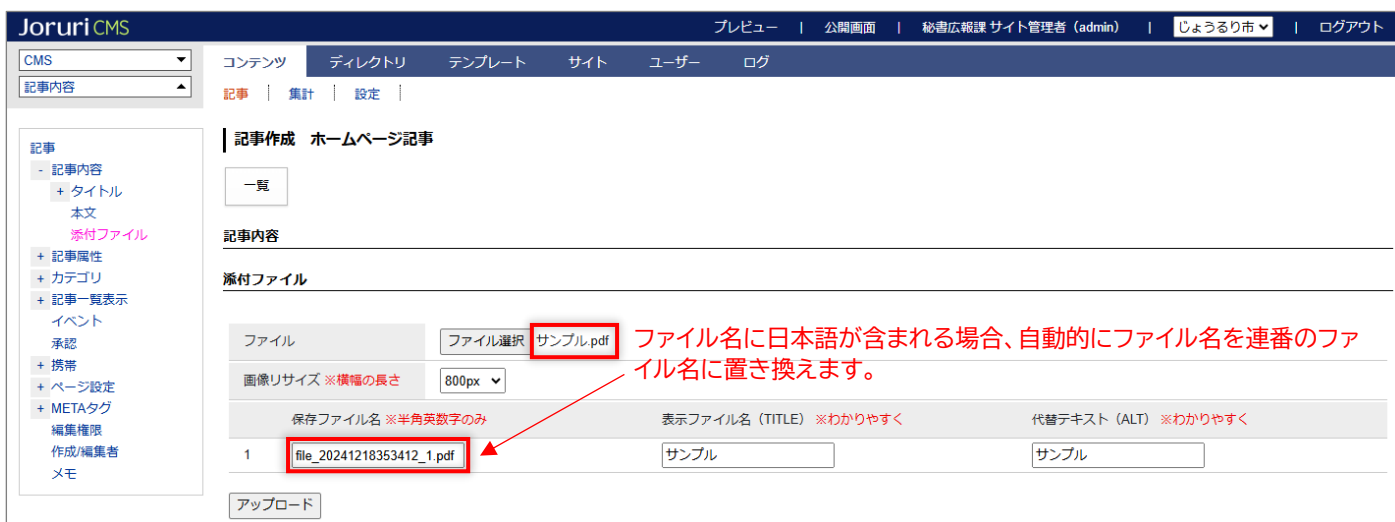 Joruri CMS
プレビュー | 公開画面 | 秘書広報課 サイト管理者（admin） | じょうるり市 | ログアウト
CMS
記事内容
コンテンツ ディレクトリ テンプレート サイト ユーザー ログ
記事 集計 設定
記事
- 記事内容
+ タイトル
本文
添付ファイル
+ 記事属性
+ カテゴリ
+ 記事一覧表示
イベント
承認
+ 携帯
+ ページ設定
+ METAタグ
編集権限
作成/編集者
メモ
記事作成 ホームページ記事
一覧
記事内容
添付ファイル
ファイル ファイル選択 サンプル.pdf
ファイル名に日本語が含まれる場合、自動的にファイル名を連番のファ
イル名に置き換えます。
画像リサイズ ※横幅の長さ 800px
保存ファイル名 ※半角英数字のみ 表示ファイル名（TITLE） ※わかりやすく 代替テキスト（ALT） ※わかりやすく
1 file_20241218353412_1.pdf サンプル サンプル
アップロード